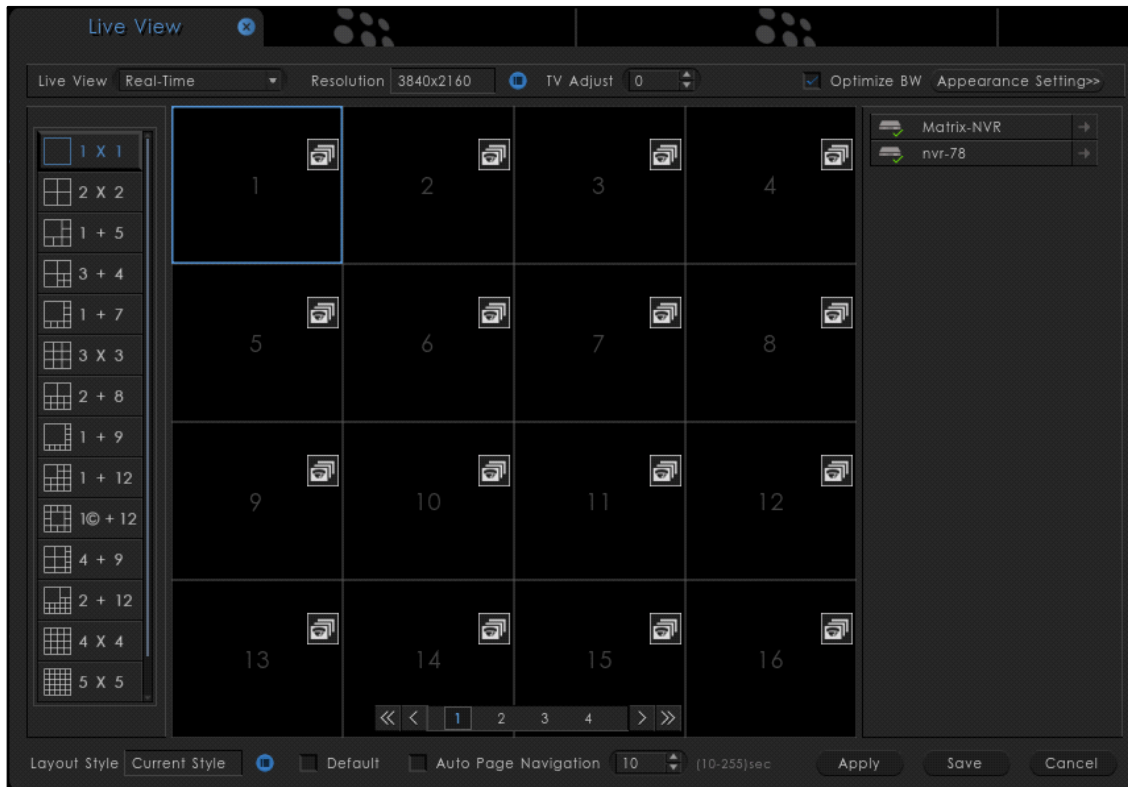 Live View
Live View Real-Time Resolution 3840x2160 TV Adjust 0 Optimize BW Appearance Setting>>
1 X 1
2 X 2
1 + 5
3 + 4
1 + 7
3 X 3
2 + 8
1 + 9
1 + 12
1© + 12
4 + 9
2 + 12
4 X 4
5 X 5
1 2 3 4
5 6 7 8
9 10 11 12
13 14 15 16
<< < 1 2 3 4 > >>
Matrix-NVR
nvr-78
Layout Style Current Style Default Auto Page Navigation 10 (10-255)sec Apply Save Cancel